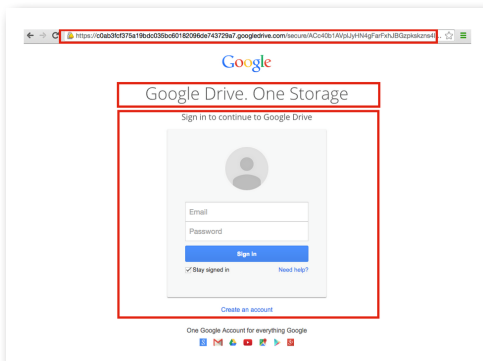 https://c0ab3fcf375a19bdc035bc60182096de743729a7.googledrive.com/secure/
Google
Google Drive. One Storage
Sign in to continue to Google Drive
Email
Password
Sign in
Stay signed in Need help?
Create an account
One Google Account for everything Google